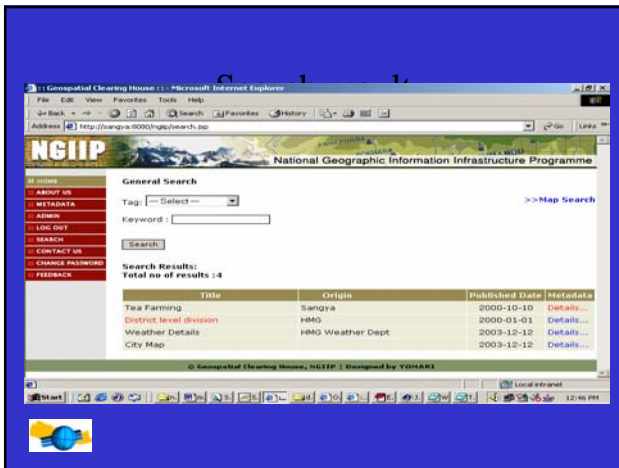 Search result
:: Geospatial Clearing House :: - Microsoft Internet Explorer
File Edit View Favorites Tools Help
Back Search Favorites History
Address http://sangya:8080/ngiip/search.jsp Go Links »
NGIIP
National Geographic Information Infrastructure Programme
:: HOME
:: ABOUT US
:: METADATA
:: ADMIN
:: LOG OUT
:: SEARCH
:: CONTACT US
:: CHANGE PASSWORD
:: FEEDBACK
General Search
>>Map Search
Tag: -- Select --
Keyword :
Search
Search Results:
Total no of results :4
Title Origin Published Date Metadata
Tea Farming Sangya 2000-10-10 Details...
District level division HMG 2000-01-01 Details...
Weather Details HMG Weather Dept 2003-12-12 Details...
City Map 2003-12-12 Details...
© Geospatial Clearing House, NGIIP | Designed by YOMARI
Local intranet
Start 12:46 PM